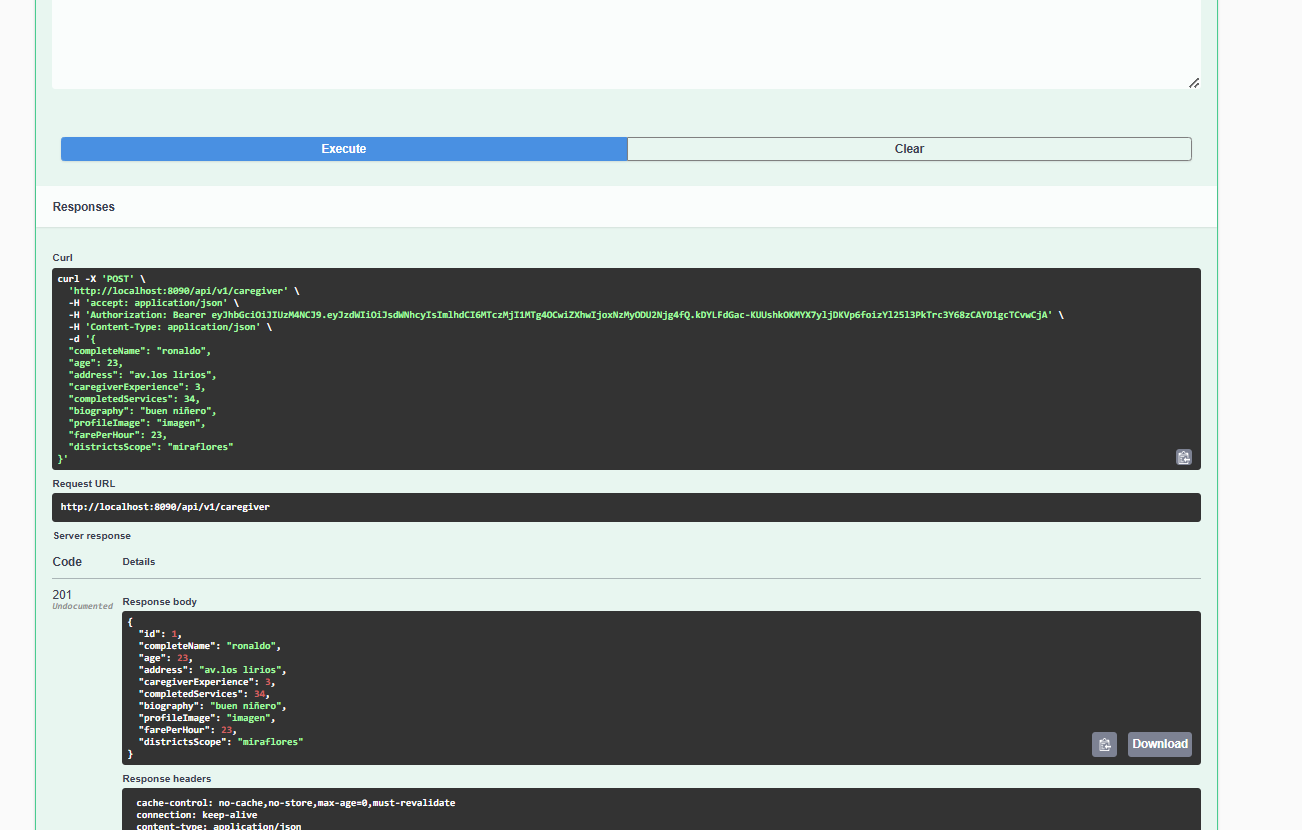 Execute
Clear
Responses
Curl
curl -X 'POST' \
'http://localhost:8090/api/v1/caregiver' \
-H 'accept: application/json' \
-H 'Authorization: Bearer \
-H 'Content-Type: application/json' \
-d '{
"completeName": "ronaldo",
"age": 23,
"address": "av.los lirios",
"caregiverExperience": 3,
"completedServices": 34,
"biography": "buen niñero",
"profileImage": "imagen",
"farePerHour": 23,
"districtsScope": "miraflores"
}'
Request URL
http://localhost:8090/api/v1/caregiver
Server response
Code
Details
201
Undocumented
Response body
{
"id": 1,
"completeName": "ronaldo",
"age": 23,
"address": "av.los lirios",
"caregiverExperience": 3,
"completedServices": 34,
"biography": "buen niñero",
"profileImage": "imagen",
"farePerHour": 23,
"districtsScope": "miraflores"
}
Download
Response headers
cache-control: no-cache,no-store,max-age=0,must-revalidate
connection: keep-alive
content-type: application/json